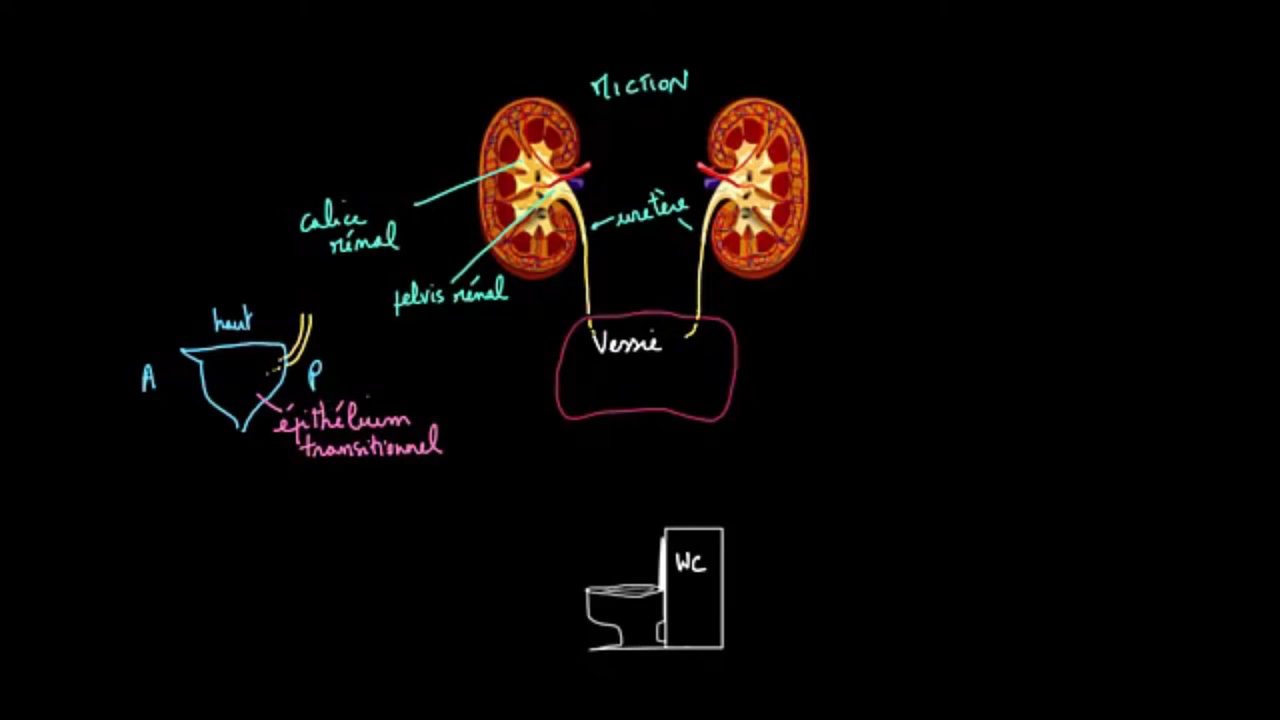 MICTION
calice
rénal
uretère
pelvis rénal
haut
Vessie
A
P
épithélium
transitionnel
WC